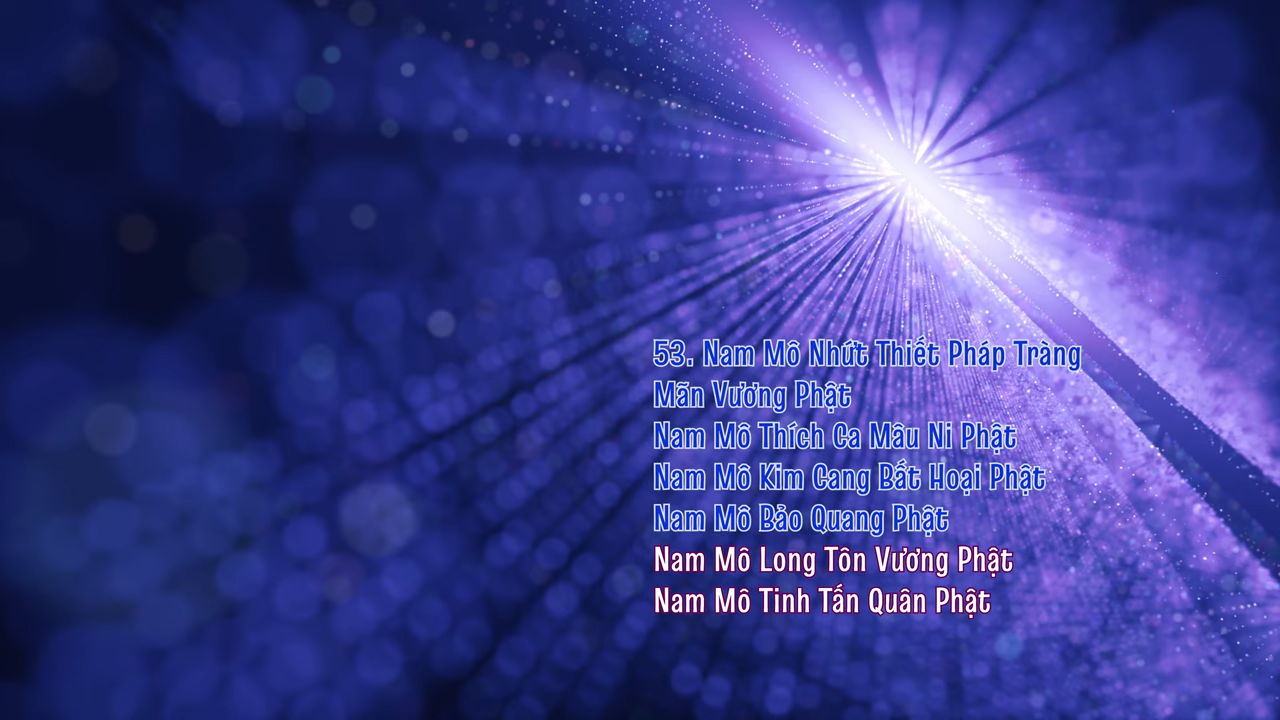 53. Nam Mô Nhứt Thiết Pháp Tràng
Mãn Vương Phật
Nam Mô Thích Ca Mâu Ni Phật
Nam Mô Kim Cang Bất Hoại Phật
Nam Mô Bảo Quang Phật
Nam Mô Long Tôn Vương Phật
Nam Mô Tinh Tấn Quân Phật